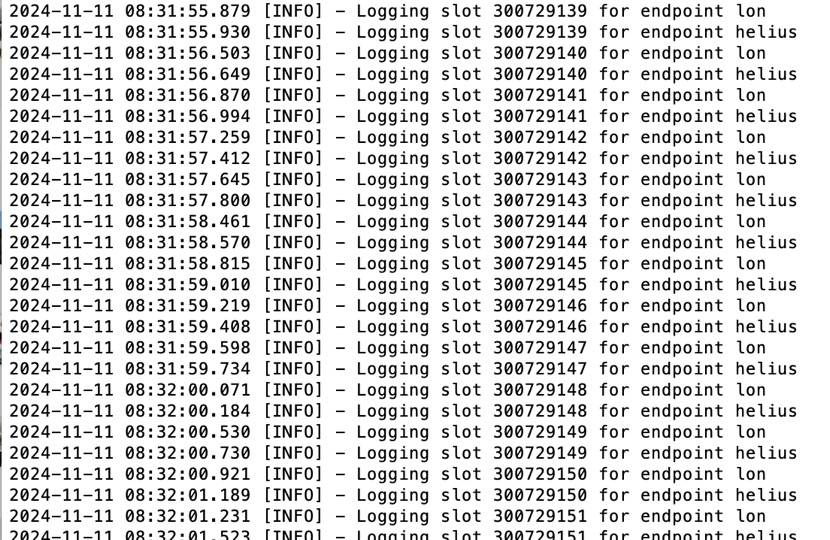 2024-11-11 08:31:55.879 [INFO] - Logging slot 300729139 for endpoint lon
2024-11-11 08:31:55.930 [INFO] - Logging slot 300729139 for endpoint helius
2024-11-11 08:31:56.503 [INFO] - Logging slot 300729140 for endpoint lon
2024-11-11 08:31:56.649 [INFO] - Logging slot 300729140 for endpoint helius
2024-11-11 08:31:56.870 [INFO] - Logging slot 300729141 for endpoint lon
2024-11-11 08:31:56.994 [INFO] - Logging slot 300729141 for endpoint helius
2024-11-11 08:31:57.259 [INFO] - Logging slot 300729142 for endpoint lon
2024-11-11 08:31:57.412 [INFO] - Logging slot 300729142 for endpoint helius
2024-11-11 08:31:57.645 [INFO] - Logging slot 300729143 for endpoint lon
2024-11-11 08:31:57.800 [INFO] - Logging slot 300729143 for endpoint helius
2024-11-11 08:31:58.461 [INFO] - Logging slot 300729144 for endpoint lon
2024-11-11 08:31:58.570 [INFO] - Logging slot 300729144 for endpoint helius
2024-11-11 08:31:58.815 [INFO] - Logging slot 300729145 for endpoint lon
2024-11-11 08:31:59.010 [INFO] - Logging slot 300729145 for endpoint helius
2024-11-11 08:31:59.219 [INFO] - Logging slot 300729146 for endpoint lon
2024-11-11 08:31:59.408 [INFO] - Logging slot 300729146 for endpoint helius
2024-11-11 08:31:59.598 [INFO] - Logging slot 300729147 for endpoint lon
2024-11-11 08:31:59.734 [INFO] - Logging slot 300729147 for endpoint helius
2024-11-11 08:32:00.071 [INFO] - Logging slot 300729148 for endpoint lon
2024-11-11 08:32:00.184 [INFO] - Logging slot 300729148 for endpoint helius
2024-11-11 08:32:00.530 [INFO] - Logging slot 300729149 for endpoint lon
2024-11-11 08:32:00.730 [INFO] - Logging slot 300729149 for endpoint helius
2024-11-11 08:32:00.921 [INFO] - Logging slot 300729150 for endpoint lon
2024-11-11 08:32:01.189 [INFO] - Logging slot 300729150 for endpoint helius
2024-11-11 08:32:01.231 [INFO] - Logging slot 300729151 for endpoint lon
2024-11-11 08:32:01.523 [INFO] - Logging slot 300729151 for endpoint helius